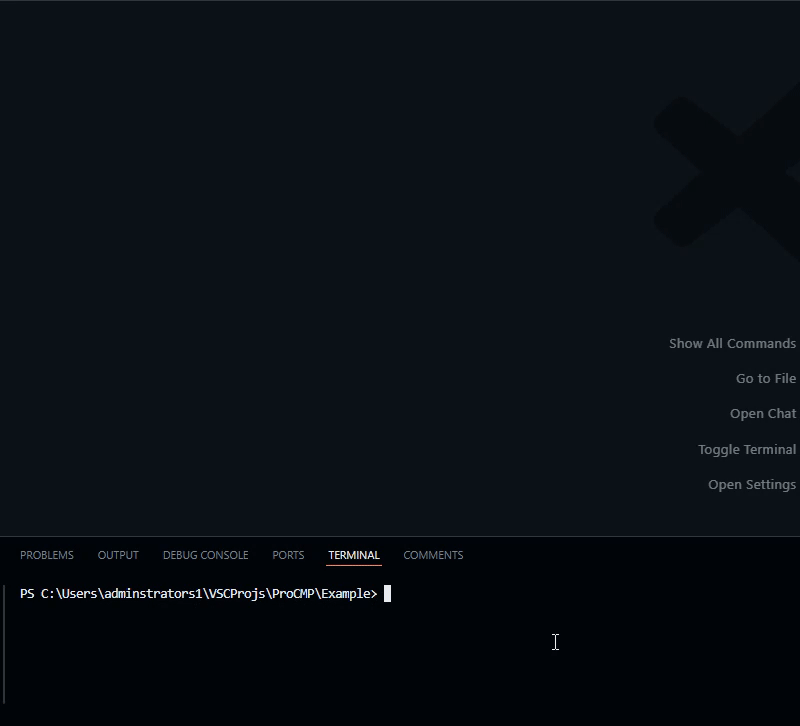 Show All Commands
Go to File
Open Chat
Toggle Terminal
Open Settings
PROBLEMS OUTPUT DEBUG CONSOLE PORTS TERMINAL COMMENTS
PS C:\Users\adminstrators1\VSCProjs\ProCMP\Example>